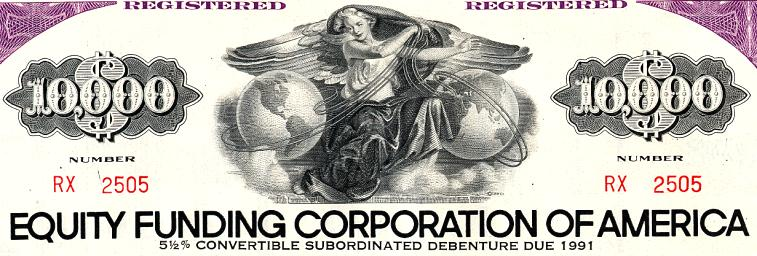 REGISTERED REGISTERED
$10,000 $10,000
NUMBER NUMBER
RX 2505 RX 2505
EQUITY FUNDING CORPORATION OF AMERICA
5½% CONVERTIBLE SUBORDINATED DEBENTURE DUE 1991